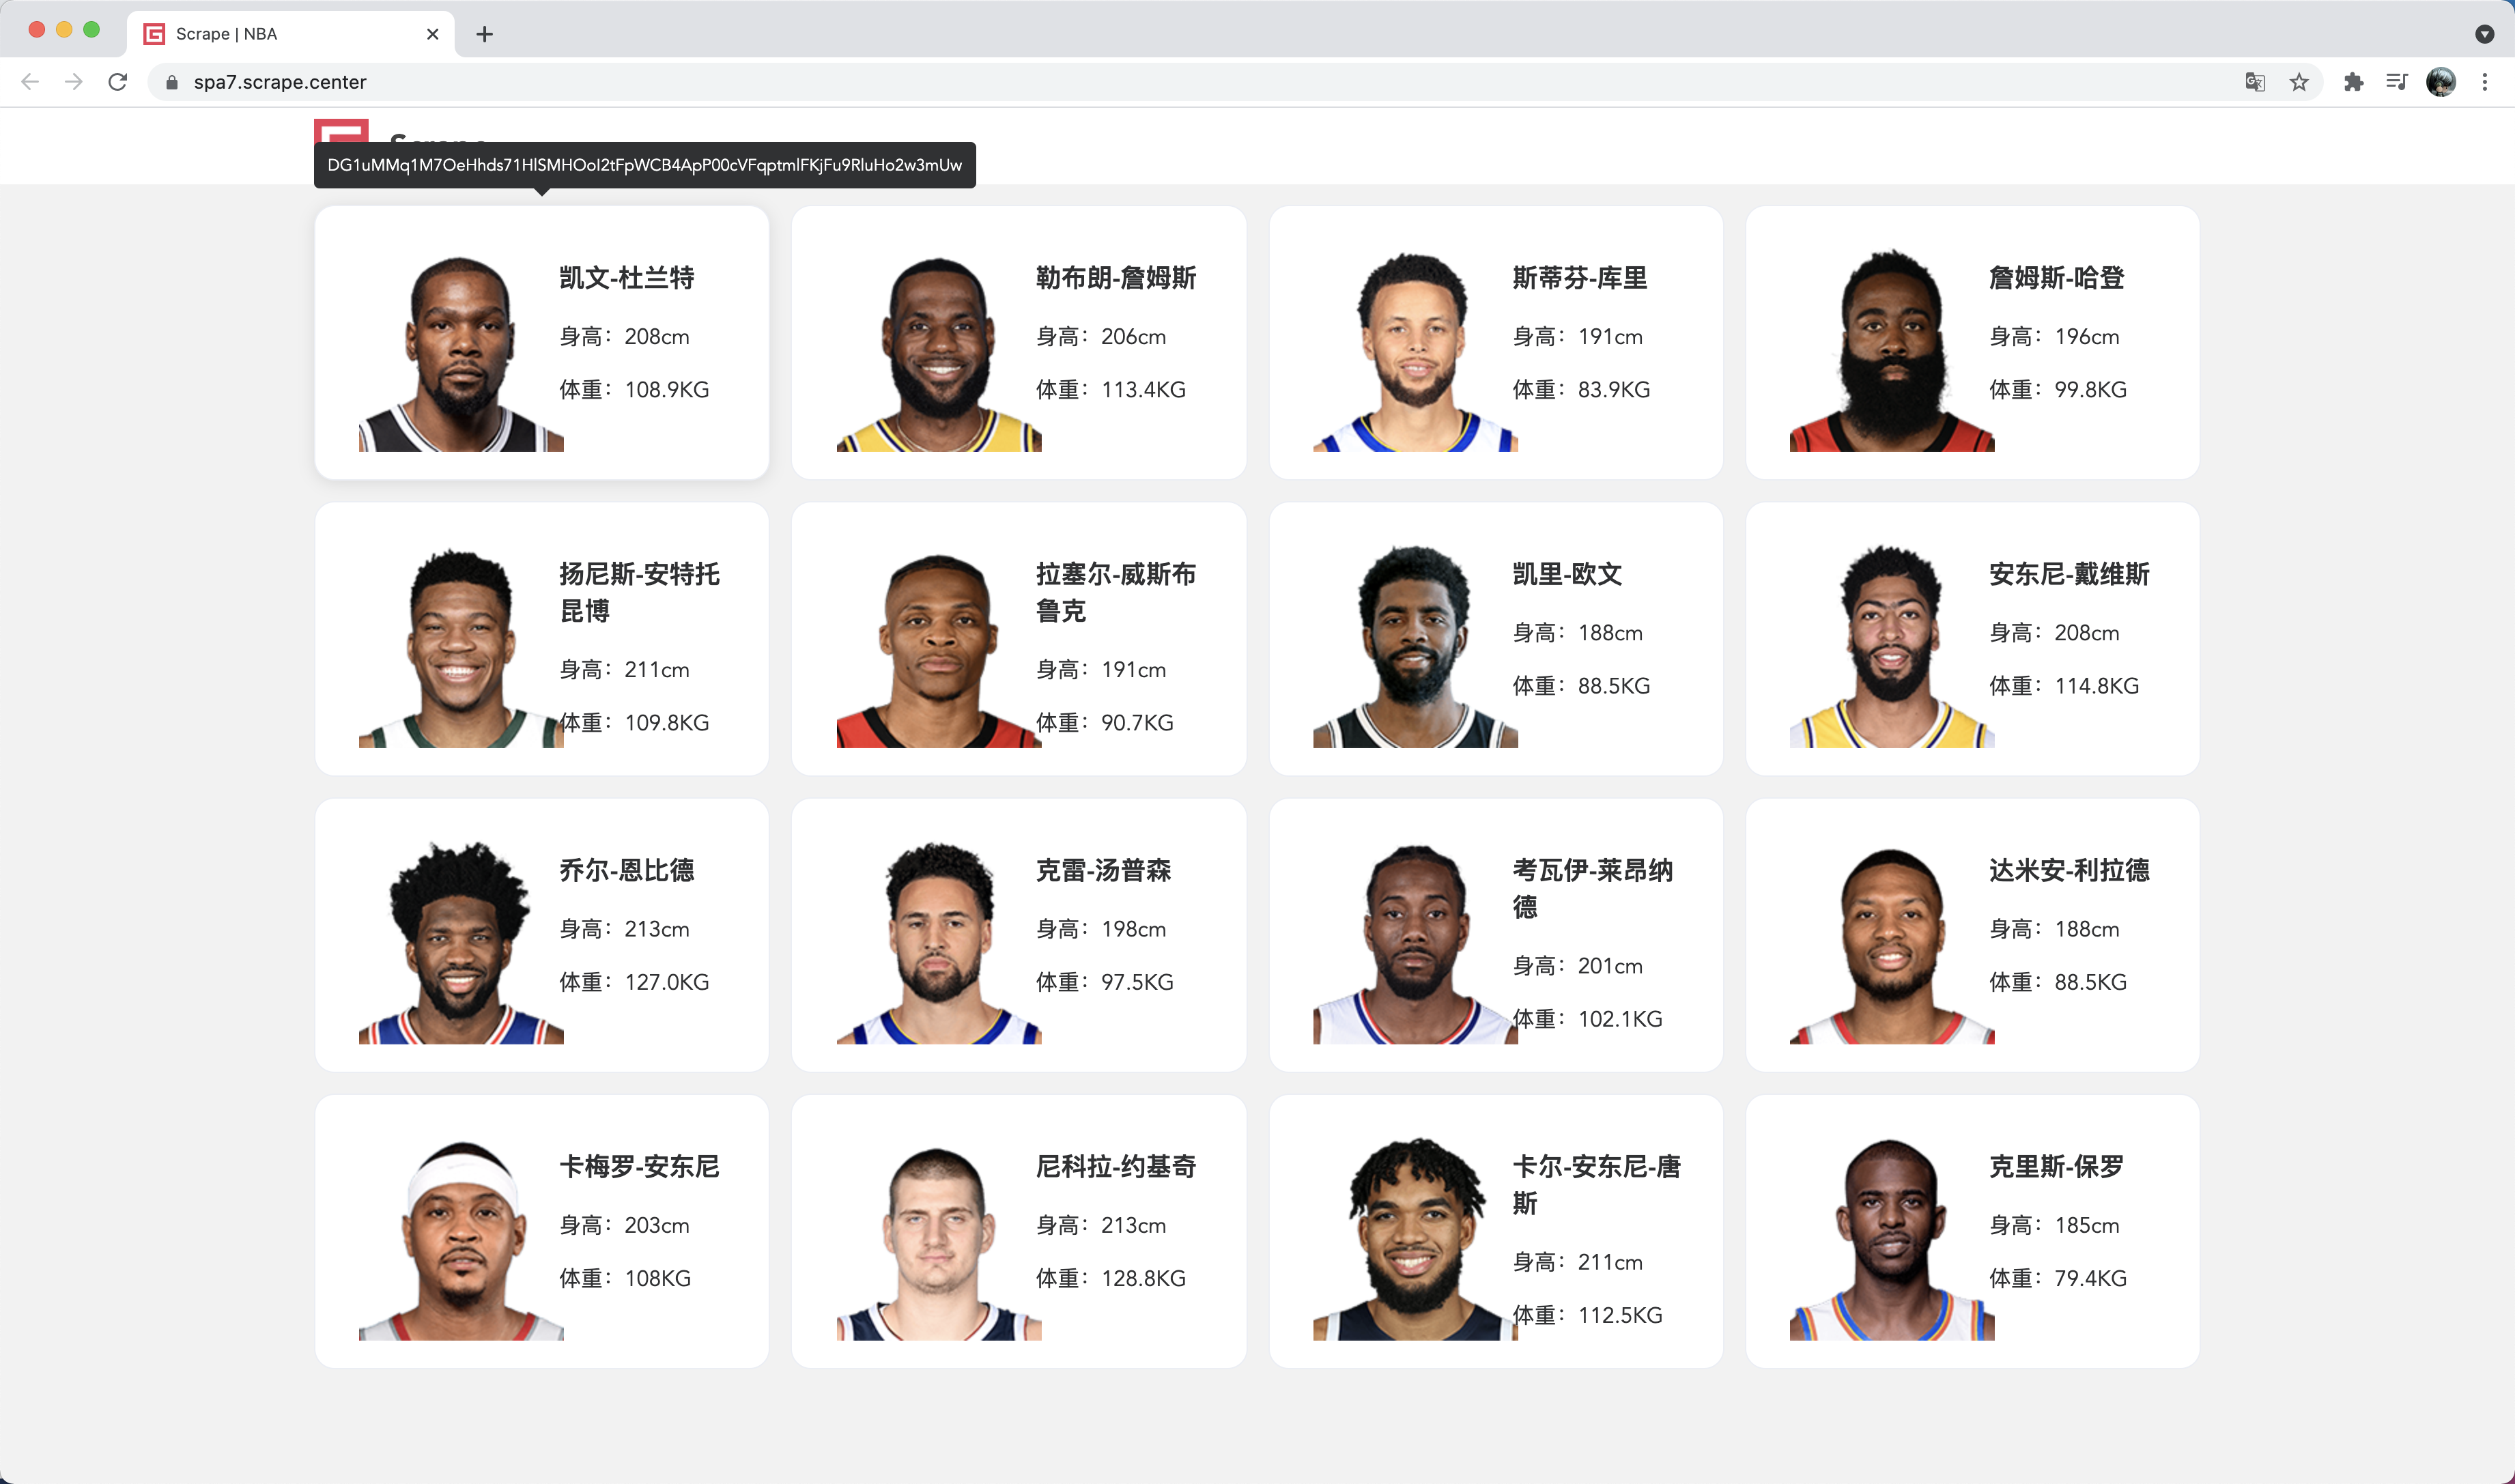 Scrape | NBA
spa7.scrape.center
DG1uMMq1M7OeHhds71HlSMHOoI2tFpWCB4ApP00cVFqptmlFKjFu9RluHo2w3mUw
凯文-杜兰特
身高：208cm
体重：108.9KG
勒布朗-詹姆斯
身高：206cm
体重：113.4KG
斯蒂芬-库里
身高：191cm
体重：83.9KG
詹姆斯-哈登
身高：196cm
体重：99.8KG
扬尼斯-安特托
昆博
身高：211cm
体重：109.8KG
拉塞尔-威斯布
鲁克
身高：191cm
体重：90.7KG
凯里-欧文
身高：188cm
体重：88.5KG
安东尼-戴维斯
身高：208cm
体重：114.8KG
乔尔-恩比德
身高：213cm
体重：127.0KG
克雷-汤普森
身高：198cm
体重：97.5KG
考瓦伊-莱昂纳
德
身高：201cm
体重：102.1KG
达米安-利拉德
身高：188cm
体重：88.5KG
卡梅罗-安东尼
身高：203cm
体重：108KG
尼科拉-约基奇
身高：213cm
体重：128.8KG
卡尔-安东尼-唐
斯
身高：211cm
体重：112.5KG
克里斯-保罗
身高：185cm
体重：79.4KG